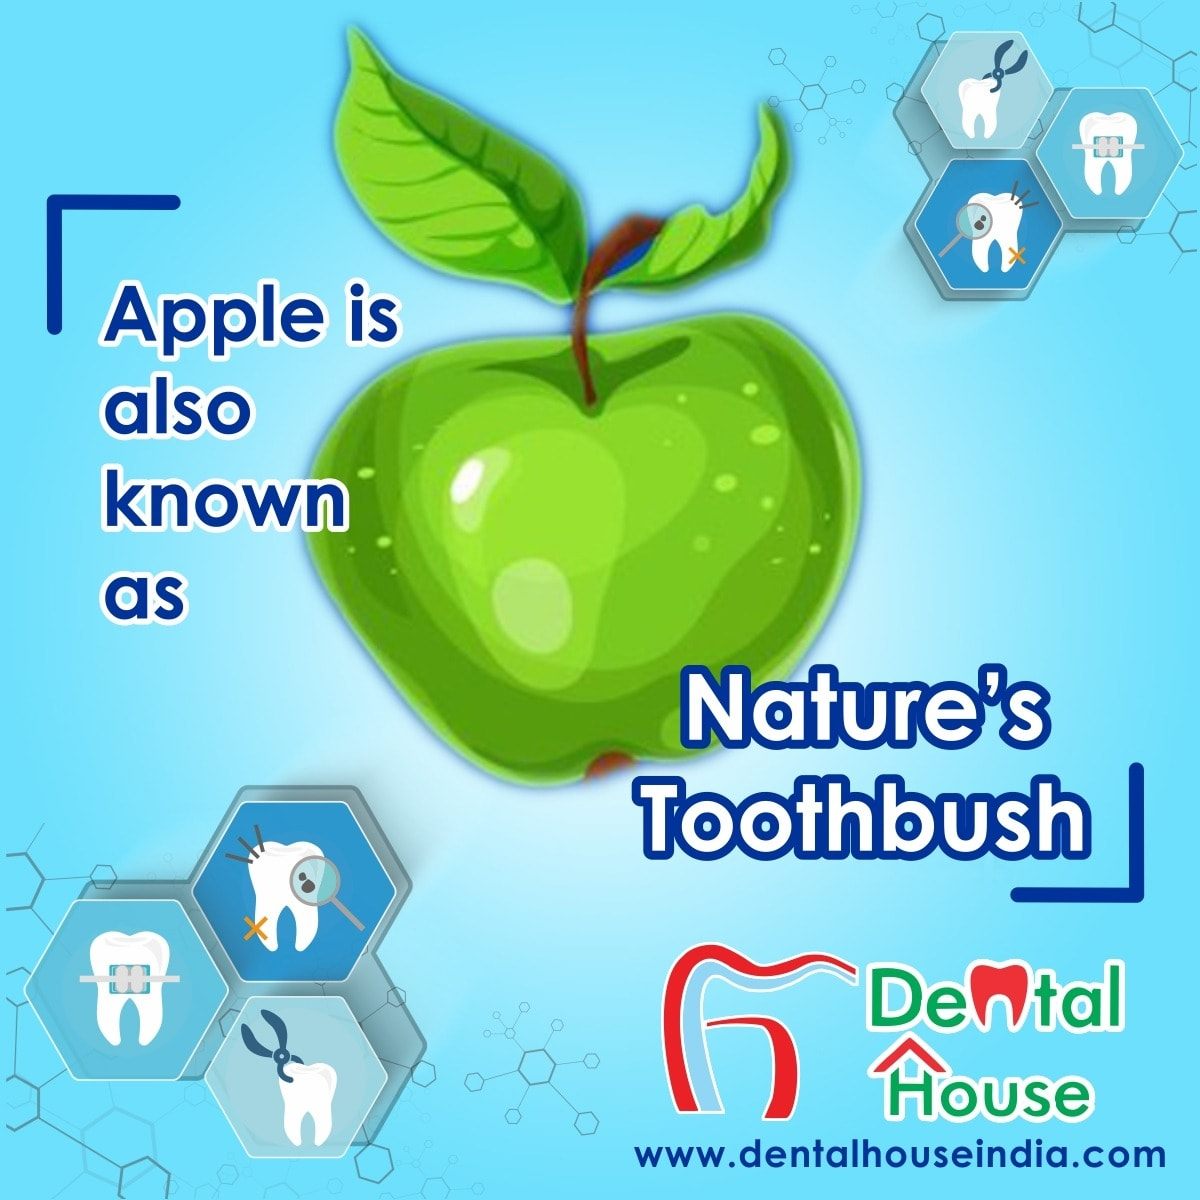 Apple is
also
known
as
Nature's
Toothbush
Dental
House
www.dentalhouseindia.com